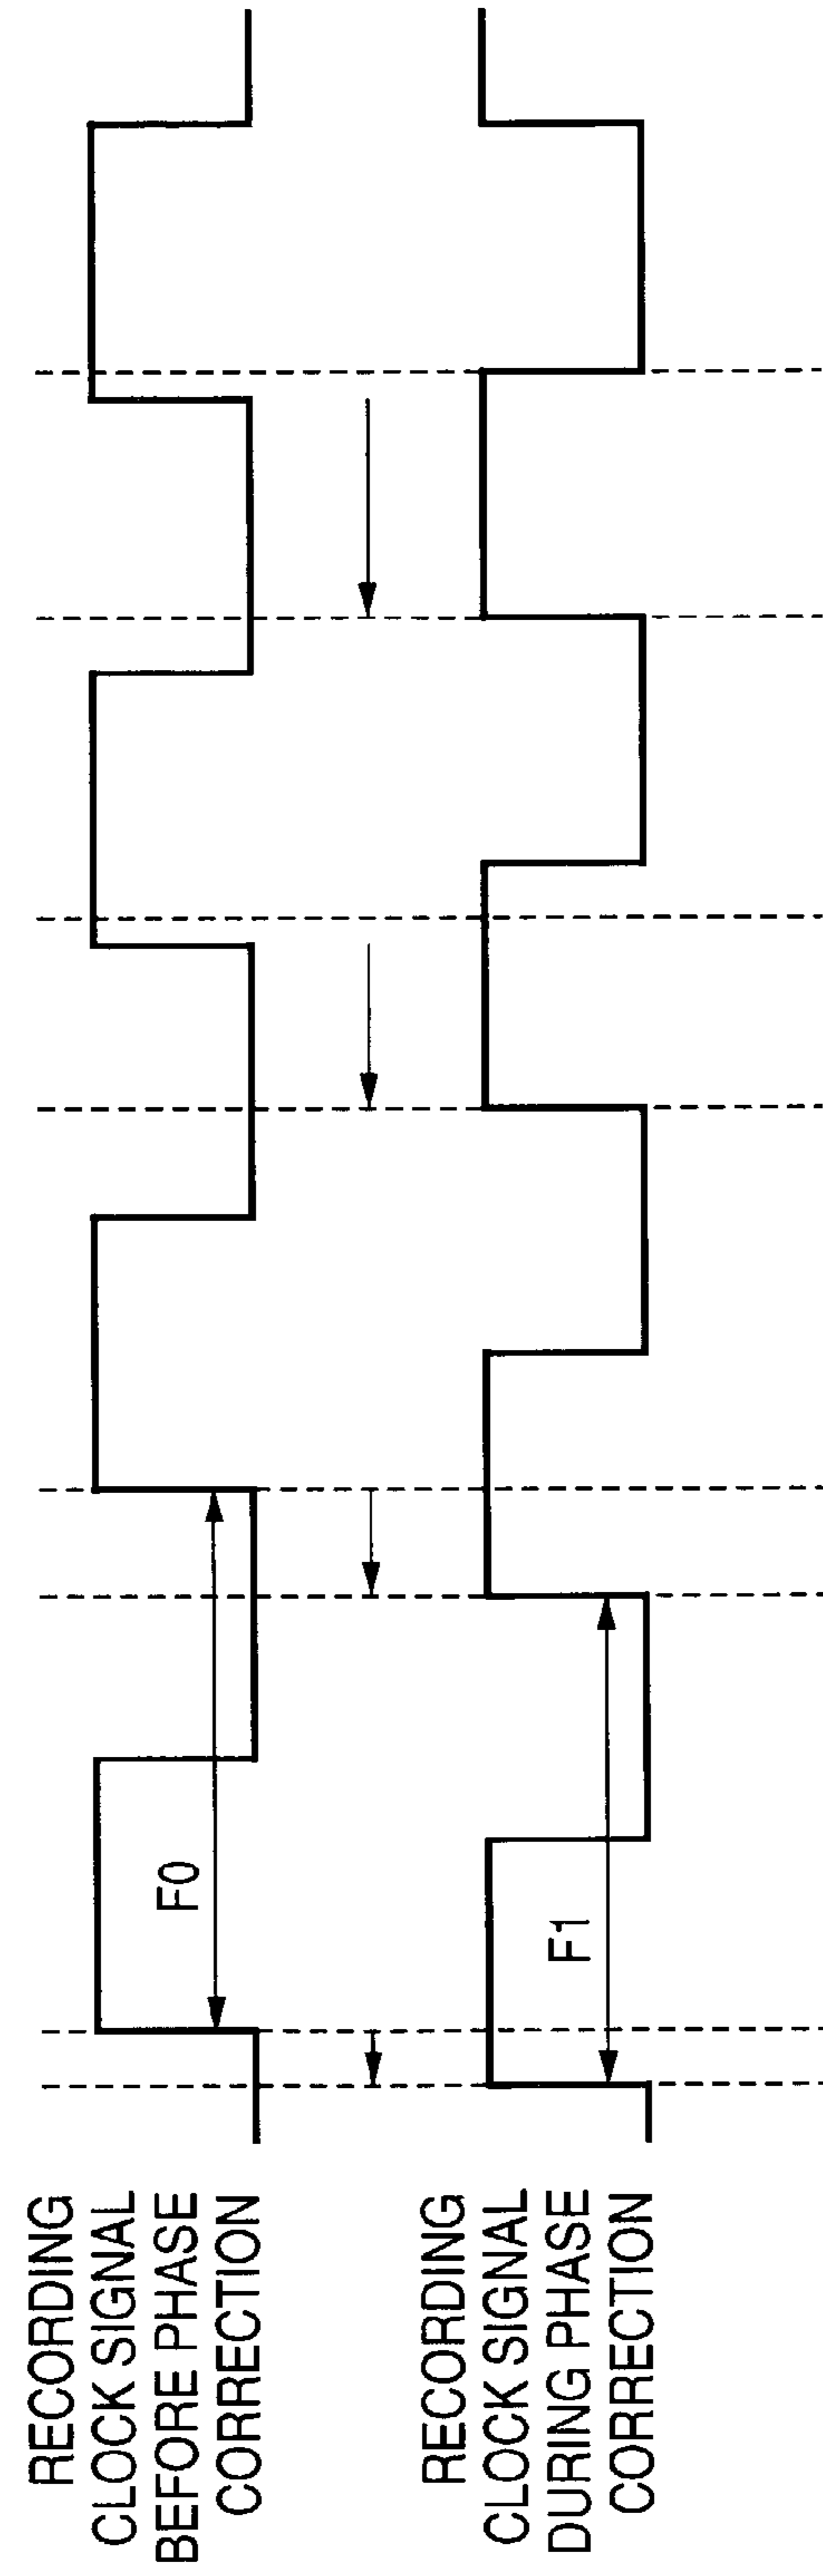 RECORDING
CLOCK SIGNAL
BEFORE PHASE
CORRECTION
F0
RECORDING
CLOCK SIGNAL
DURING PHASE
CORRECTION
F1